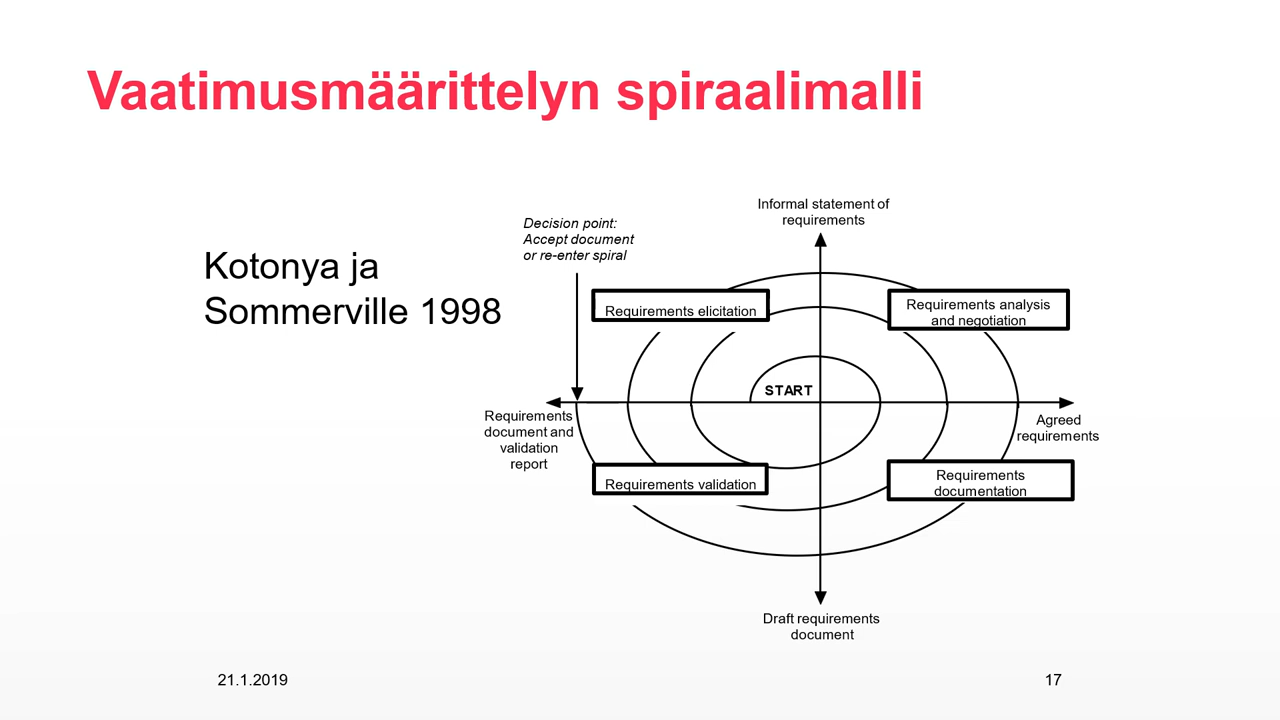 Vaatimusmäärittelyn spiraalimalli
Kotonya ja
Sommerville 1998
Decision point:
Accept document
or re-enter spiral
Informal statement of
requirements
Requirements elicitation
Requirements analysis
and negotiation
START
Requirements
document and
validation
report
Agreed
requirements
Requirements validation
Requirements
documentation
Draft requirements
document
21.1.2019
17